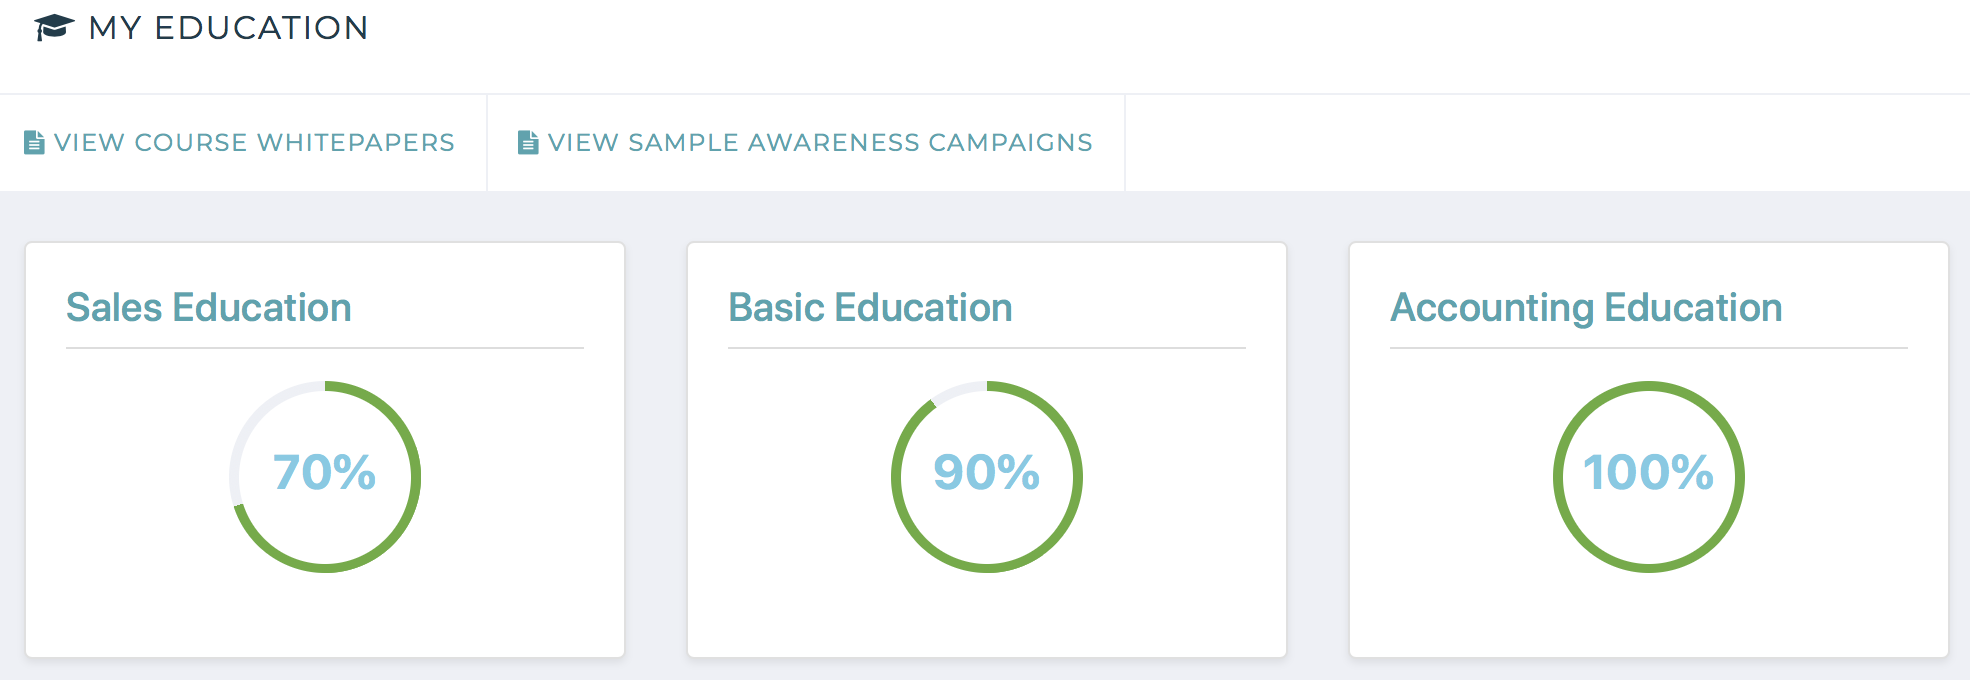 MY EDUCATION
VIEW COURSE WHITEPAPERS
VIEW SAMPLE AWARENESS CAMPAIGNS
Sales Education
70%
Basic Education
90%
Accounting Education
100%